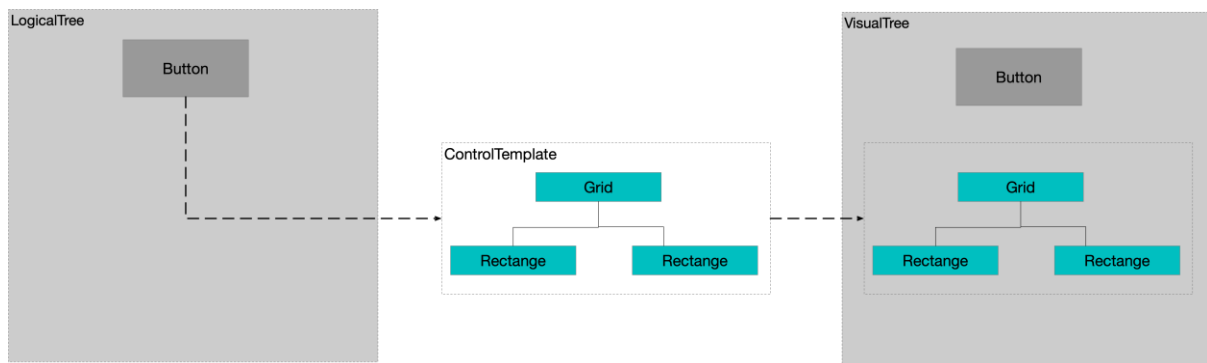 LogicalTree
Button
ControlTemplate
Grid
Rectange
Rectange
VisualTree
Button
Grid
Rectange
Rectange